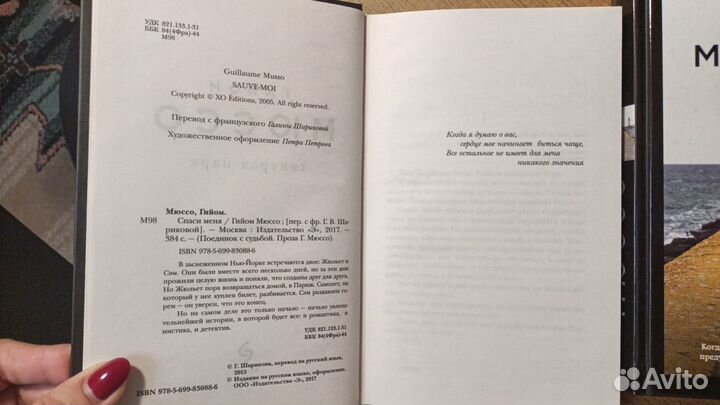 УДК 821.133.1-31
ББК 84(4Фра)-44
М98
Guillaume Musso
SAUVE-MOI
Copyright © XO Éditions, 2005. All right reserved.
Перевод с французского Галины Шариковой
Художественное оформление Петра Петрова
Мюссо, Гийом.
М98 Спаси меня / Гийом Мюссо ; [пер. с фр. Г. В. Ша-
риковой]. — Москва : Издательство «Э», 2017. —
384 с. — (Поединок с судьбой. Проза Г. Мюссо).
ISBN 978-5-699-83088-6
В заснеженном Нью-Йорке встречаются двое: Жюльет и
Сэм. Они были вместе всего несколько дней, но за эти дни
прожили целую жизнь и поняли, что созданы друг для друга.
Но Жюльет пора возвращаться домой, в Париж. Самолет, на
который у нее куплен билет, разбивается. Сэм раздавлен горем
— он уверен, что это конец.
Но на самом деле это только начало — начало увлека-
тельнейшей истории, в которой будет все: и романтика, и
мистика, и детектив.
УДК 821.133.1-31
ББК 84(4Фра)-44
© Г. Шарикова, перевод на русский язык,
2015
© Издание на русском языке, оформление.
ООО «Издательство «Э», 2017
ISBN 978-5-699-83088-6
Когда я думаю о вас,
сердце мое начинает биться чаще,
Все остальное не имеет для меня
никакого значения
М
Когд
преду
Avito